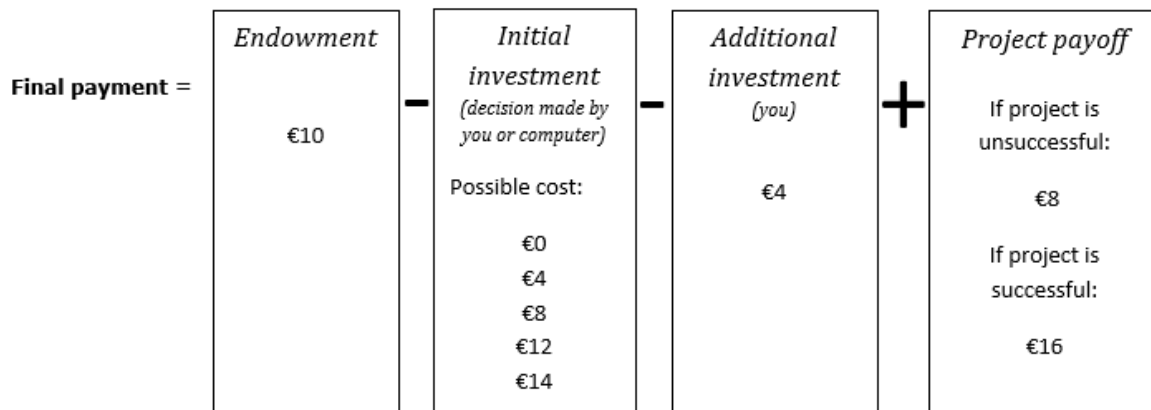 Final payment =
Endowment
€10
−
Initial
investment
(decision made by
you or computer)
Possible cost:
€0
€4
€8
€12
€14
−
Additional
investment
(you)
€4
+
Project payoff
If project is
unsuccessful:
€8
If project is
successful:
€16